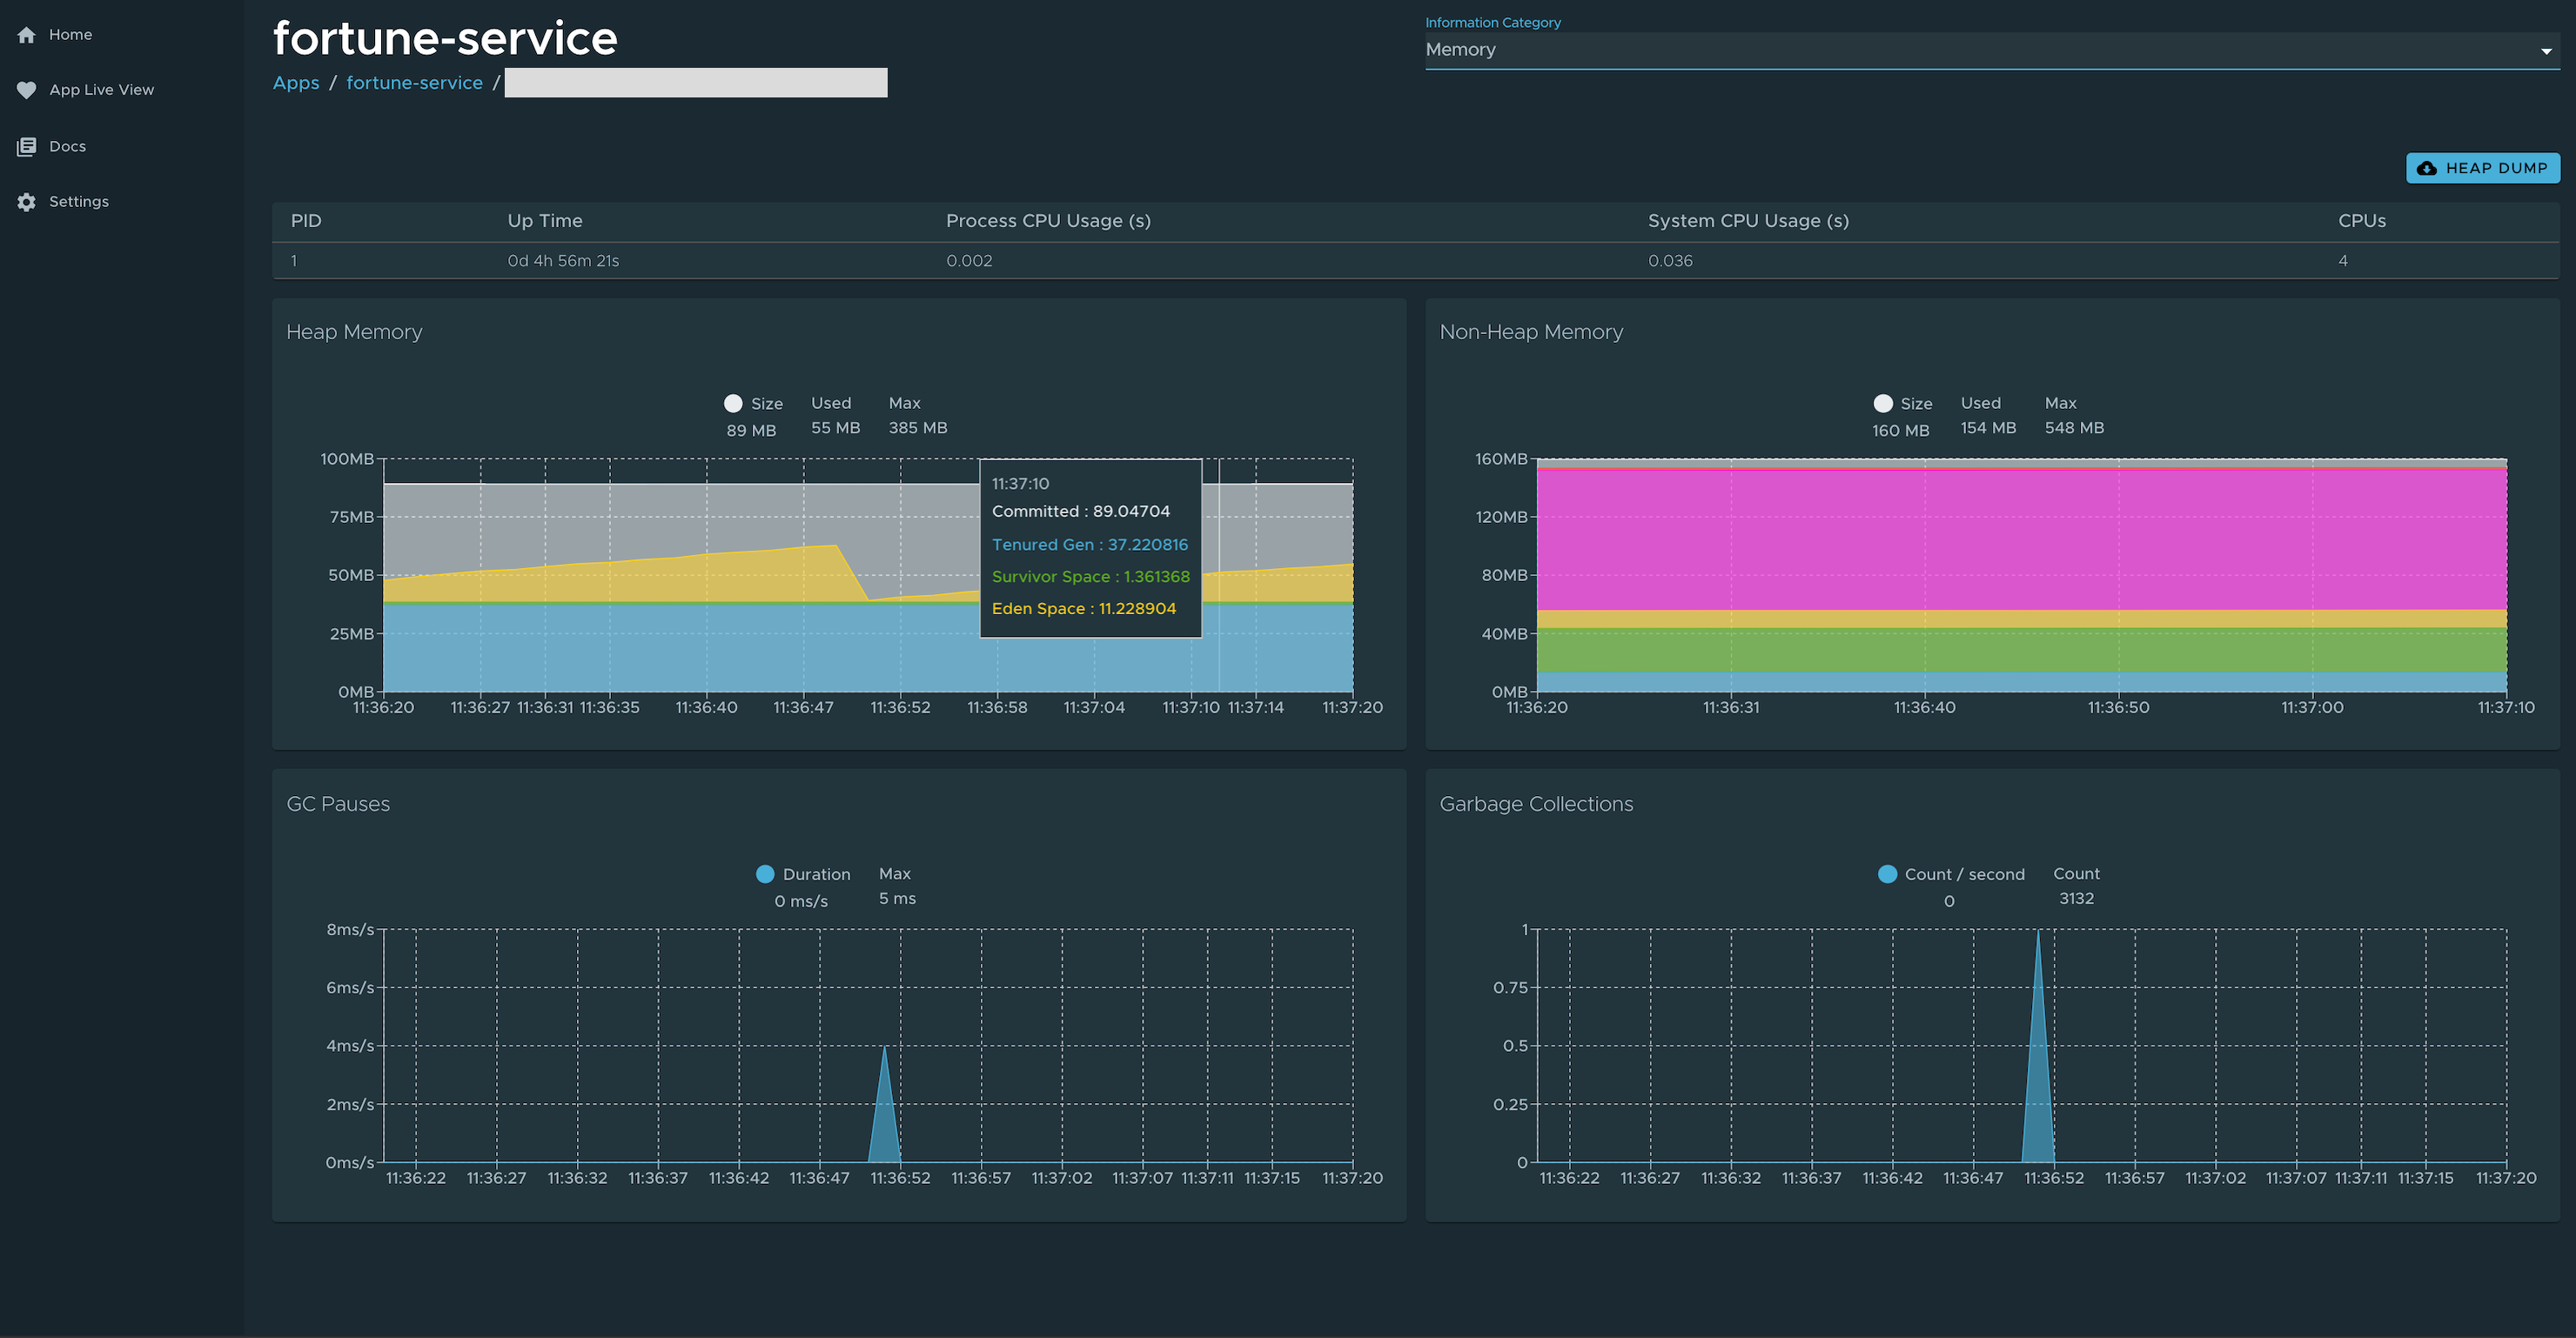 Home
App Live View
Docs
Settings
fortune-service
Apps / fortune-service /
Information Category
Memory
HEAP DUMP
PID Up Time Process CPU Usage (s) System CPU Usage (s) CPUs
1 0d 4h 56m 21s 0.002 0.036 4
Heap Memory
Size Used Max
89 MB 55 MB 385 MB
100MB
75MB
50MB
25MB
0MB
11:37:10
Committed : 89.04704
Tenured Gen : 37.220816
Survivor Space : 1.361368
Eden Space : 11.228904
11:36:20 11:36:27 11:36:31 11:36:35 11:36:40 11:36:47 11:36:52 11:36:58 11:37:04 11:37:10 11:37:14 11:37:20
Non-Heap Memory
Size Used Max
160 MB 154 MB 548 MB
160MB
120MB
80MB
40MB
0MB
11:36:20 11:36:31 11:36:40 11:36:50 11:37:00 11:37:10
GC Pauses
Duration Max
0 ms/s 5 ms
8ms/s
6ms/s
4ms/s
2ms/s
0ms/s
11:36:22 11:36:27 11:36:32 11:36:37 11:36:42 11:36:47 11:36:52 11:36:57 11:37:02 11:37:07 11:37:11 11:37:15 11:37:20
Garbage Collections
Count / second Count
0 3132
1
0.75
0.5
0.25
0
11:36:22 11:36:27 11:36:32 11:36:37 11:36:42 11:36:47 11:36:52 11:36:57 11:37:02 11:37:07 11:37:11 11:37:15 11:37:20